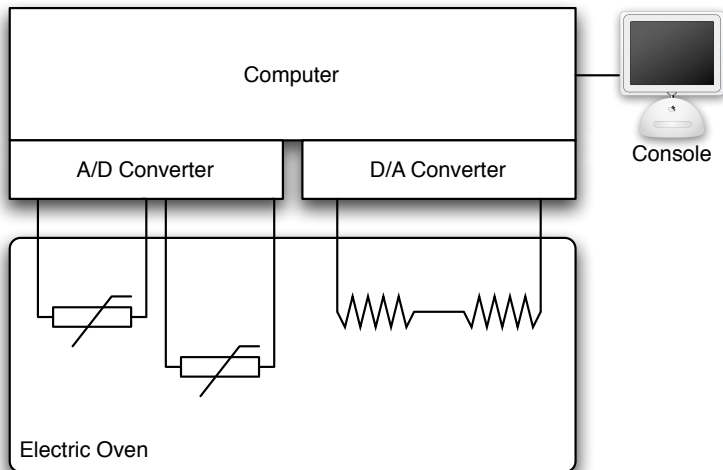 Computer
A/D Converter
D/A Converter
Console
Electric Oven